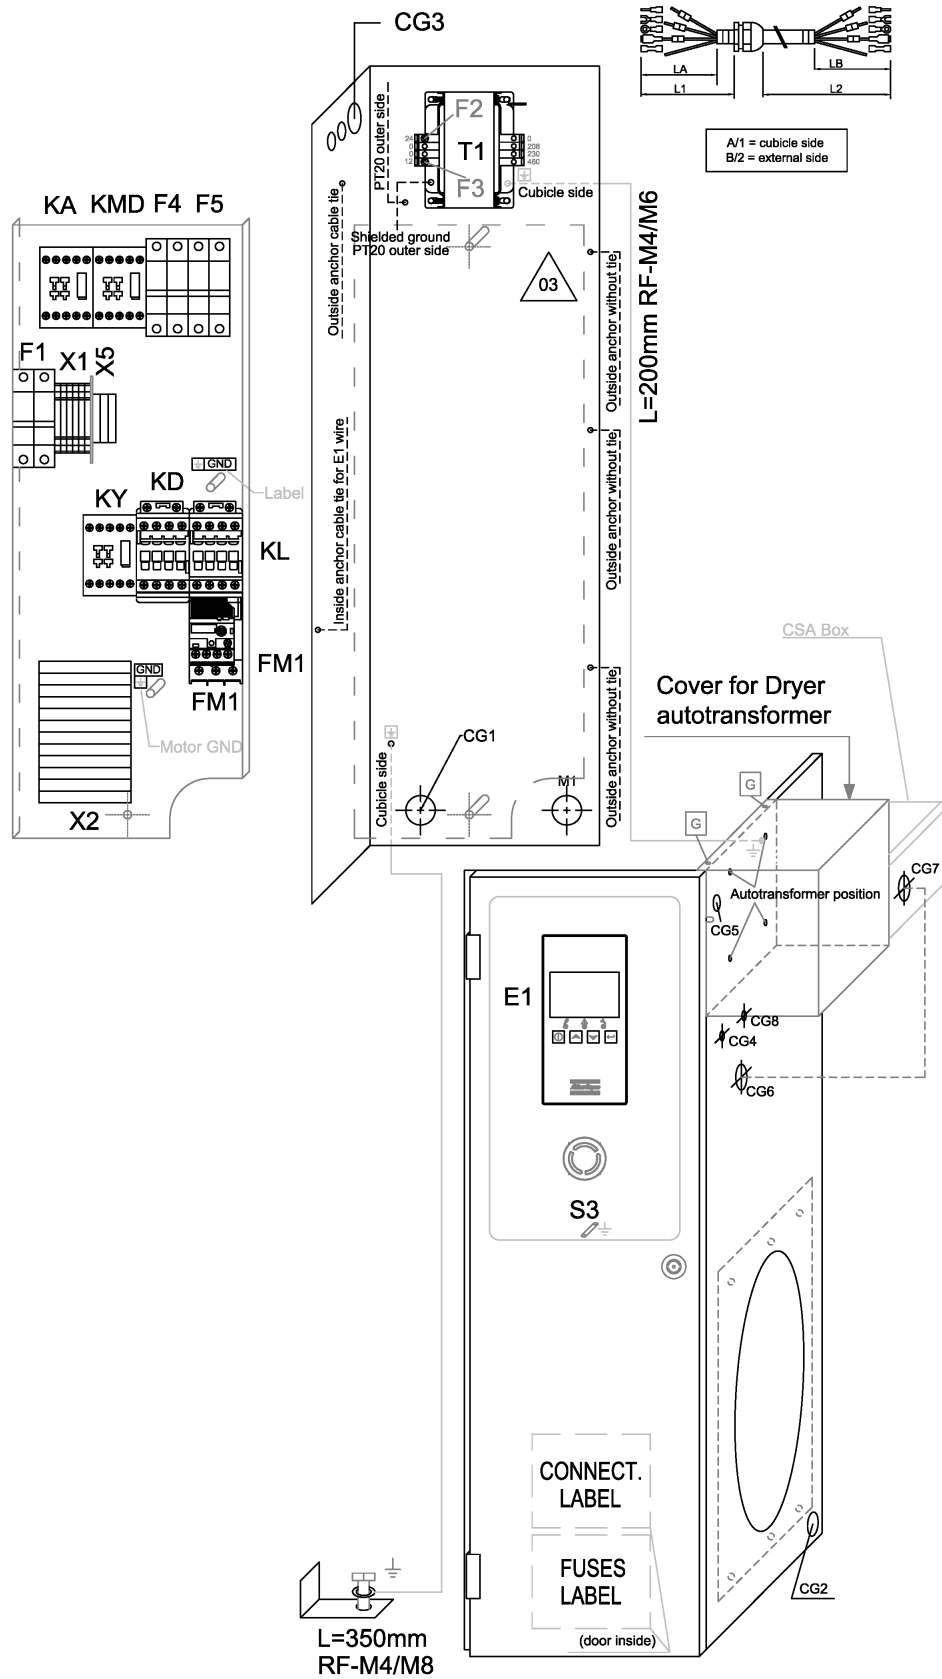 CG3
LA
LB
L1
L2
A/1 = cubicle side
B/2 = external side
PT20 outer side
24
0
0
12
F2
T1
F3
0
208
230
460
Cubicle side
Shielded ground
PT20 outer side
Outside anchor cable tie
03
Outside anchor without tie
L=200mm RF-M4/M6
KA
KMD
F4
F5
F1
X1
X5
GND
Label
KY
KD
KL
Inside anchor cable tie for E1 wire
Outside anchor without tie
FM1
FM1
GND
Motor GND
X2
Outside anchor without tie
Cubicle side
CG1
M1
CSA Box
Cover for Dryer
autotransformer
G
G
CG7
Autotransformer position
CG5
CG8
CG4
CG6
E1
S3
CONNECT.
LABEL
FUSES
LABEL
(door inside)
CG2
L=350mm
RF-M4/M8